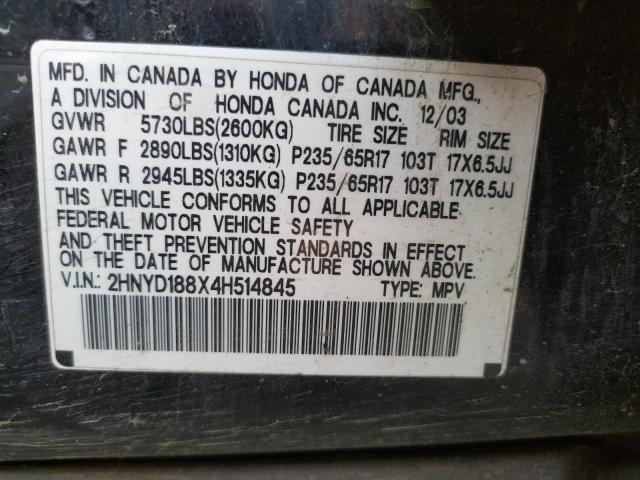 MFD. IN CANADA BY HONDA OF CANADA MFG.,
A DIVISION OF HONDA CANADA INC. 12/03
GVWR 5730LBS(2600KG) TIRE SIZE RIM SIZE
GAWR F 2890LBS(1310KG) P235/65R17 103T 17X6.5JJ
GAWR R 2945LBS(1335KG) P235/65R17 103T 17X6.5JJ
THIS VEHICLE CONFORMS TO ALL APPLICABLE
FEDERAL MOTOR VEHICLE SAFETY
AND THEFT PREVENTION STANDARDS IN EFFECT
ON THE DATE OF MANUFACTURE SHOWN ABOVE.
V.I.N.: 2HNYD188X4H514845 TYPE: MPV